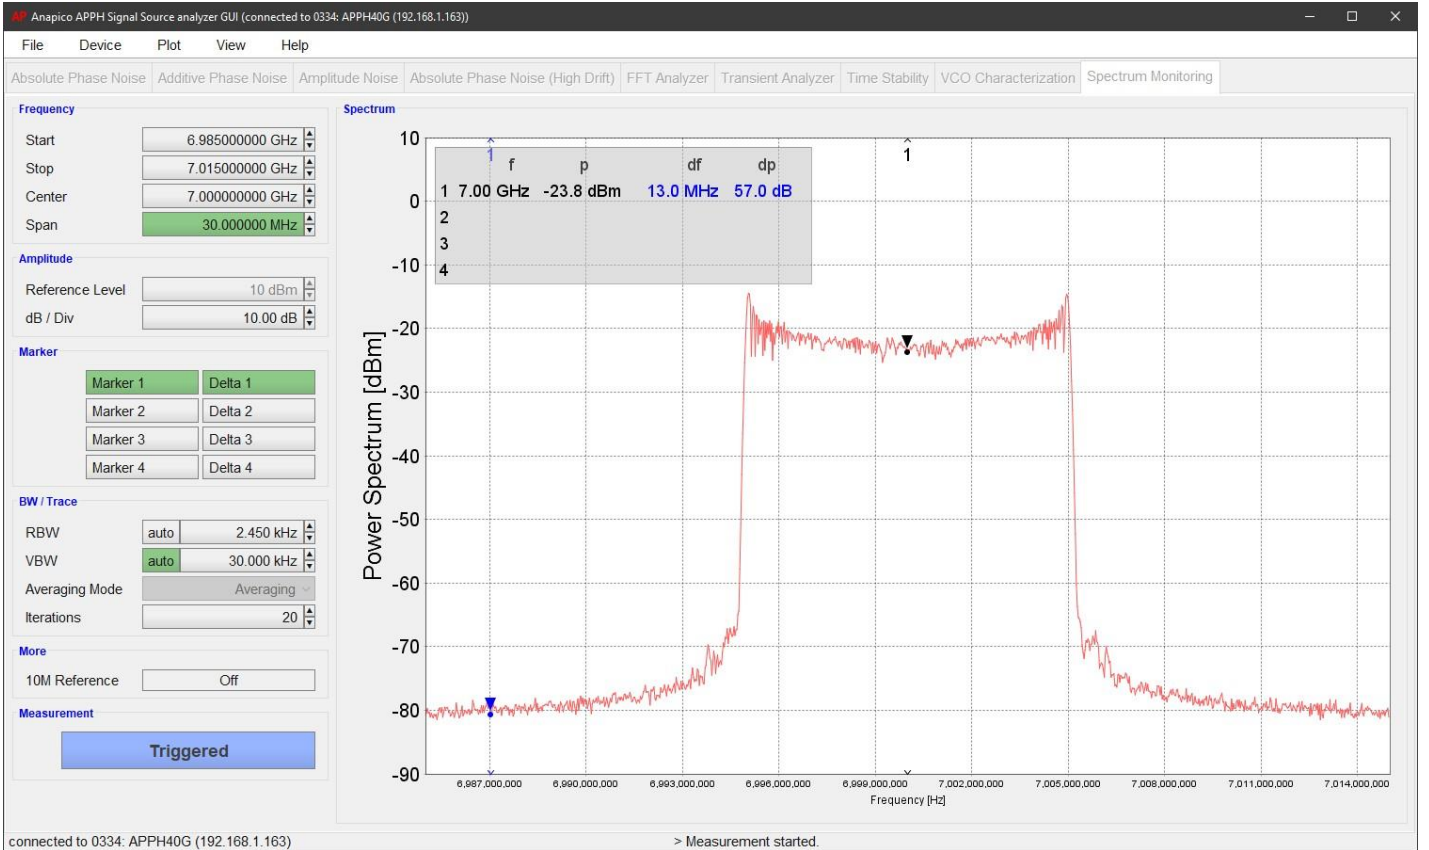 AP Anapico APPH Signal Source analyzer GUI (connected to 0334: APPH40G (192.168.1.163))
File Device Plot View Help
Absolute Phase Noise Additive Phase Noise Amplitude Noise Absolute Phase Noise (High Drift) FFT Analyzer Transient Analyzer Time Stability VCO Characterization Spectrum Monitoring
Frequency
Start 6.985000000 GHz
Stop 7.015000000 GHz
Center 7.000000000 GHz
Span 30.000000 MHz
Amplitude
Reference Level 10 dBm
dB / Div 10.00 dB
Marker
Marker 1 Delta 1
Marker 2 Delta 2
Marker 3 Delta 3
Marker 4 Delta 4
BW / Trace
RBW auto 2.450 kHz
VBW auto 30.000 kHz
Averaging Mode Averaging
Iterations 20
More
10M Reference Off
Measurement
Triggered
Spectrum
1 1
f p df dp
1 7.00 GHz -23.8 dBm 13.0 MHz 57.0 dB
2
3
4
Power Spectrum [dBm]
10
0
-10
-20
-30
-40
-50
-60
-70
-80
-90
6,987,000,000 6,990,000,000 6,993,000,000 6,996,000,000 6,999,000,000 7,002,000,000 7,005,000,000 7,008,000,000 7,011,000,000 7,014,000,000
Frequency [Hz]
connected to 0334: APPH40G (192.168.1.163) > Measurement started.